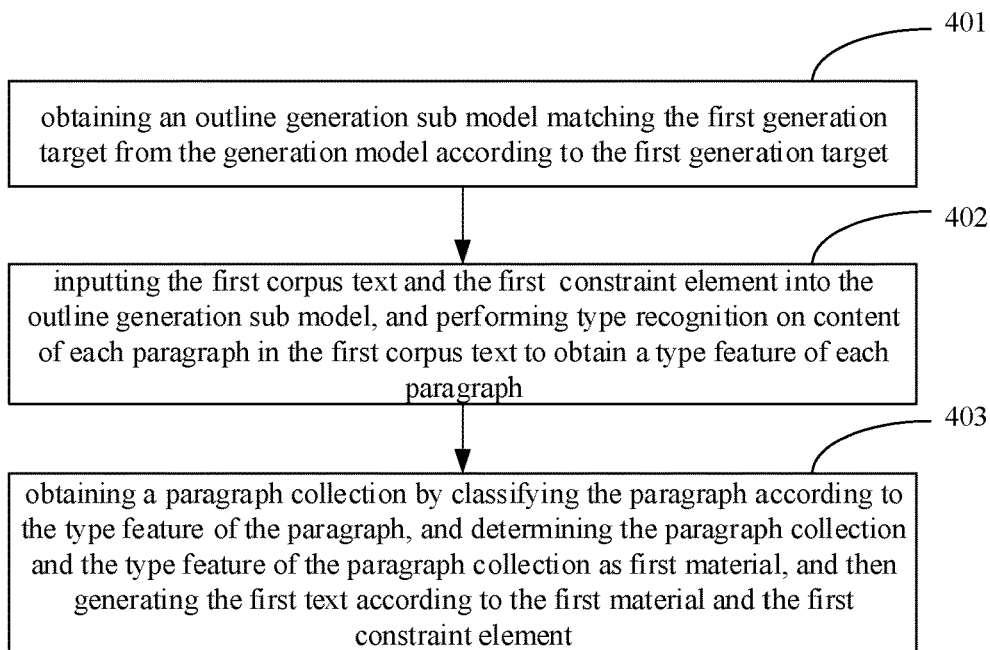 401
obtaining an outline generation sub model matching the first generation
target from the generation model according to the first generation target
402
inputting the first corpus text and the first constraint element into the
outline generation sub model, and performing type recognition on content
of each paragraph in the first corpus text to obtain a type feature of each
paragraph
403
obtaining a paragraph collection by classifying the paragraph according to
the type feature of the paragraph, and determining the paragraph collection
and the type feature of the paragraph collection as first material, and then
generating the first text according to the first material and the first
constraint element